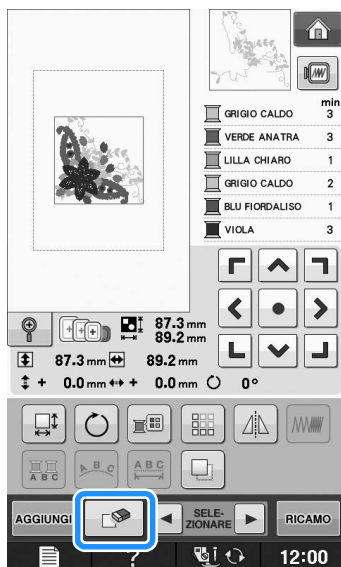 min
GRIGIO CALDO 3
VERDE ANATRA 3
LILLA CHIARO 1
GRIGIO CALDO 2
BLU FIORDALISO 1
VIOLA 3
87.3 mm
89.2 mm
87.3 mm 89.2 mm
+ 0.0 mm + 0.0 mm 0°
A B C A B C A B C
AGGIUNGI SELE-
ZIONARE RICAMO
? 12:00